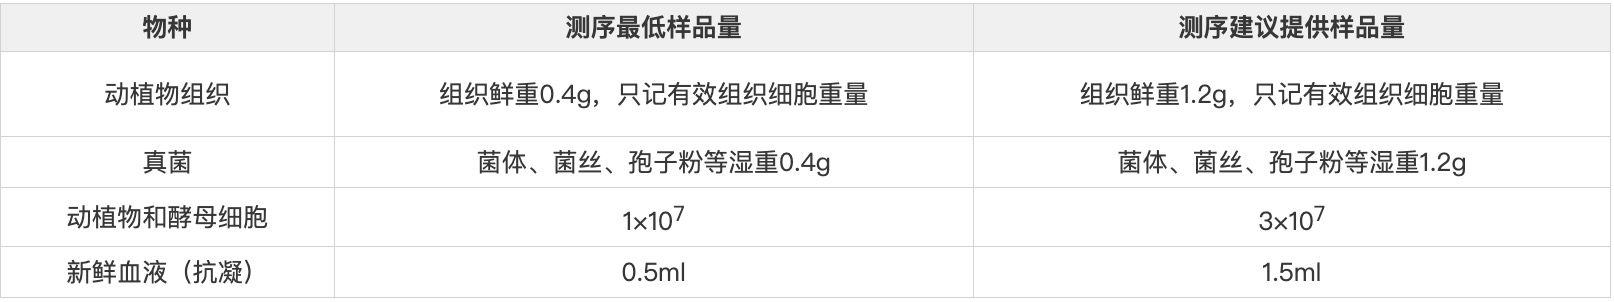 物种 测序最低样品量 测序建议提供样品量
动植物组织 组织鲜重0.4g，只记有效组织细胞重量 组织鲜重1.2g，只记有效组织细胞重量
真菌 菌体、菌丝、孢子粉等湿重0.4g 菌体、菌丝、孢子粉等湿重1.2g
动植物和酵母细胞 1×10⁷ 3×10⁷
新鲜血液（抗凝） 0.5ml 1.5ml